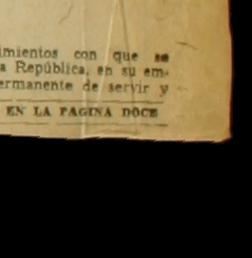 imientos con que se
a República, en su em-
ermanente de servir y
EN LA PAGINA DOCE